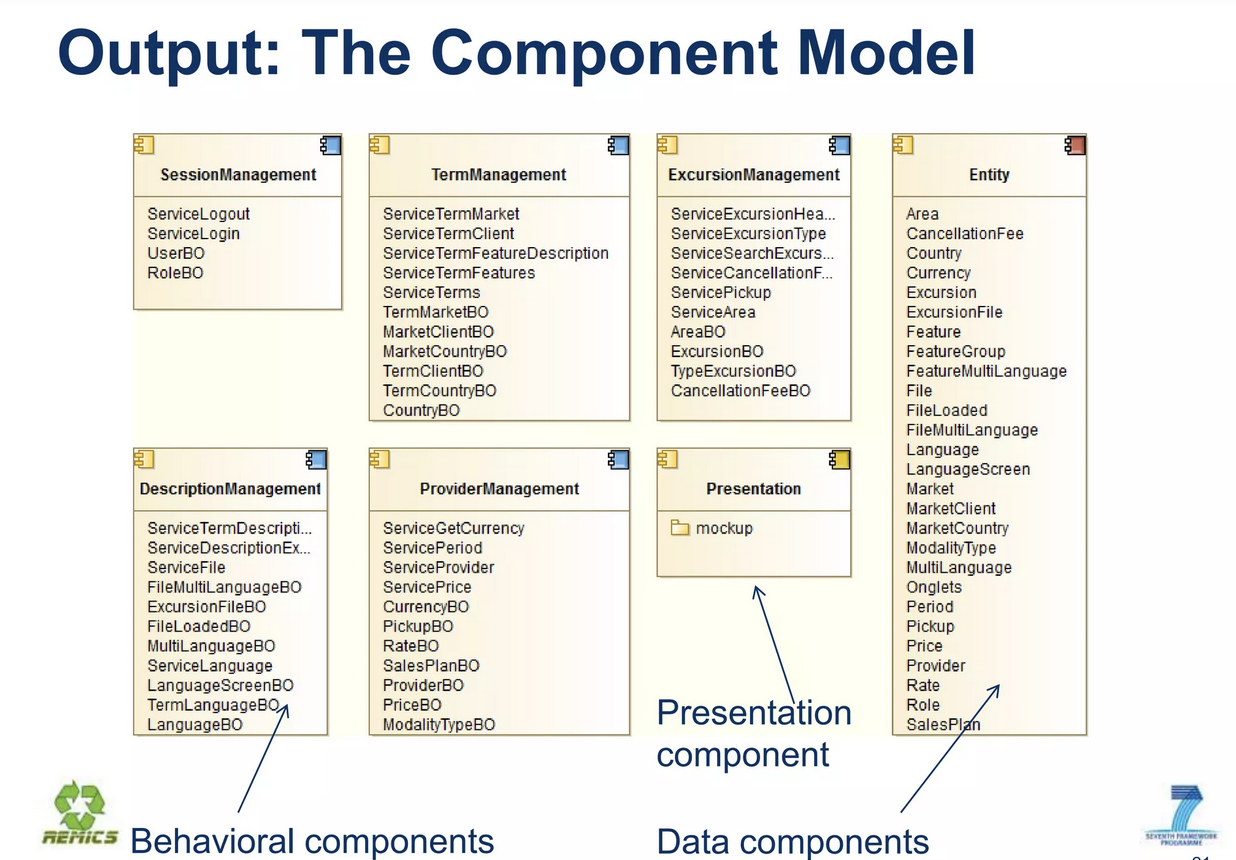 Output: The Component Model
SessionManagement
ServiceLogout
ServiceLogin
UserBO
RoleBO
TermManagement
ServiceTermMarket
ServiceTermClient
ServiceTermFeatureDescription
ServiceTermFeatures
ServiceTerms
TermMarketBO
MarketClientBO
MarketCountryBO
TermClientBO
TermCountryBO
CountryBO
ExcursionManagement
ServiceExcursionHea...
ServiceExcursionType
ServiceSearchExcurs...
ServiceCancellationF...
ServicePickup
ServiceArea
AreaBO
ExcursionBO
TypeExcursionBO
CancellationFeeBO
Entity
Area
CancellationFee
Country
Currency
Excursion
ExcursionFile
Feature
FeatureGroup
FeatureMultiLanguage
File
FileLoaded
FileMultiLanguage
Language
LanguageScreen
Market
MarketClient
MarketCountry
ModalityType
MultiLanguage
Onglets
Period
Pickup
Price
Provider
Rate
Role
SalesPlan
DescriptionManagement
ServiceTermDescripti...
ServiceDescriptionEx...
ServiceFile
FileMultiLanguageBO
ExcursionFileBO
FileLoadedBO
MultiLanguageBO
ServiceLanguage
LanguageScreenBO
TermLanguageBO
LanguageBO
ProviderManagement
ServiceGetCurrency
ServicePeriod
ServiceProvider
ServicePrice
CurrencyBO
PickupBO
RateBO
SalesPlanBO
ProviderBO
PriceBO
ModalityTypeBO
Presentation
mockup
Presentation
component
Behavioral components
Data components
REMICS
7
SEVENTH FRAMEWORK
PROGRAMME